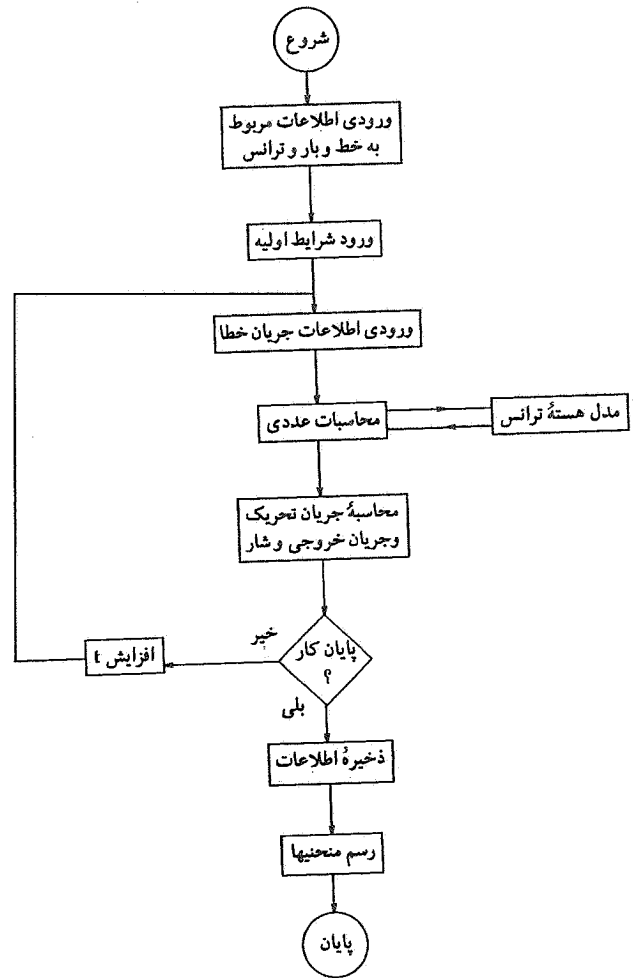 شروع
ورودی اطلاعات مربوط
به خط و بار و ترانس
ورود شرایط اولیه
ورودی اطلاعات جریان خطا
محاسبات عددی
مدل هستهٔ ترانس
محاسبهٔ جریان تحریک
وجریان خروجی و شار
پایان کار
؟
خیر
افزایش t
بلی
ذخیرهٔ اطلاعات
رسم منحنیها
پایان